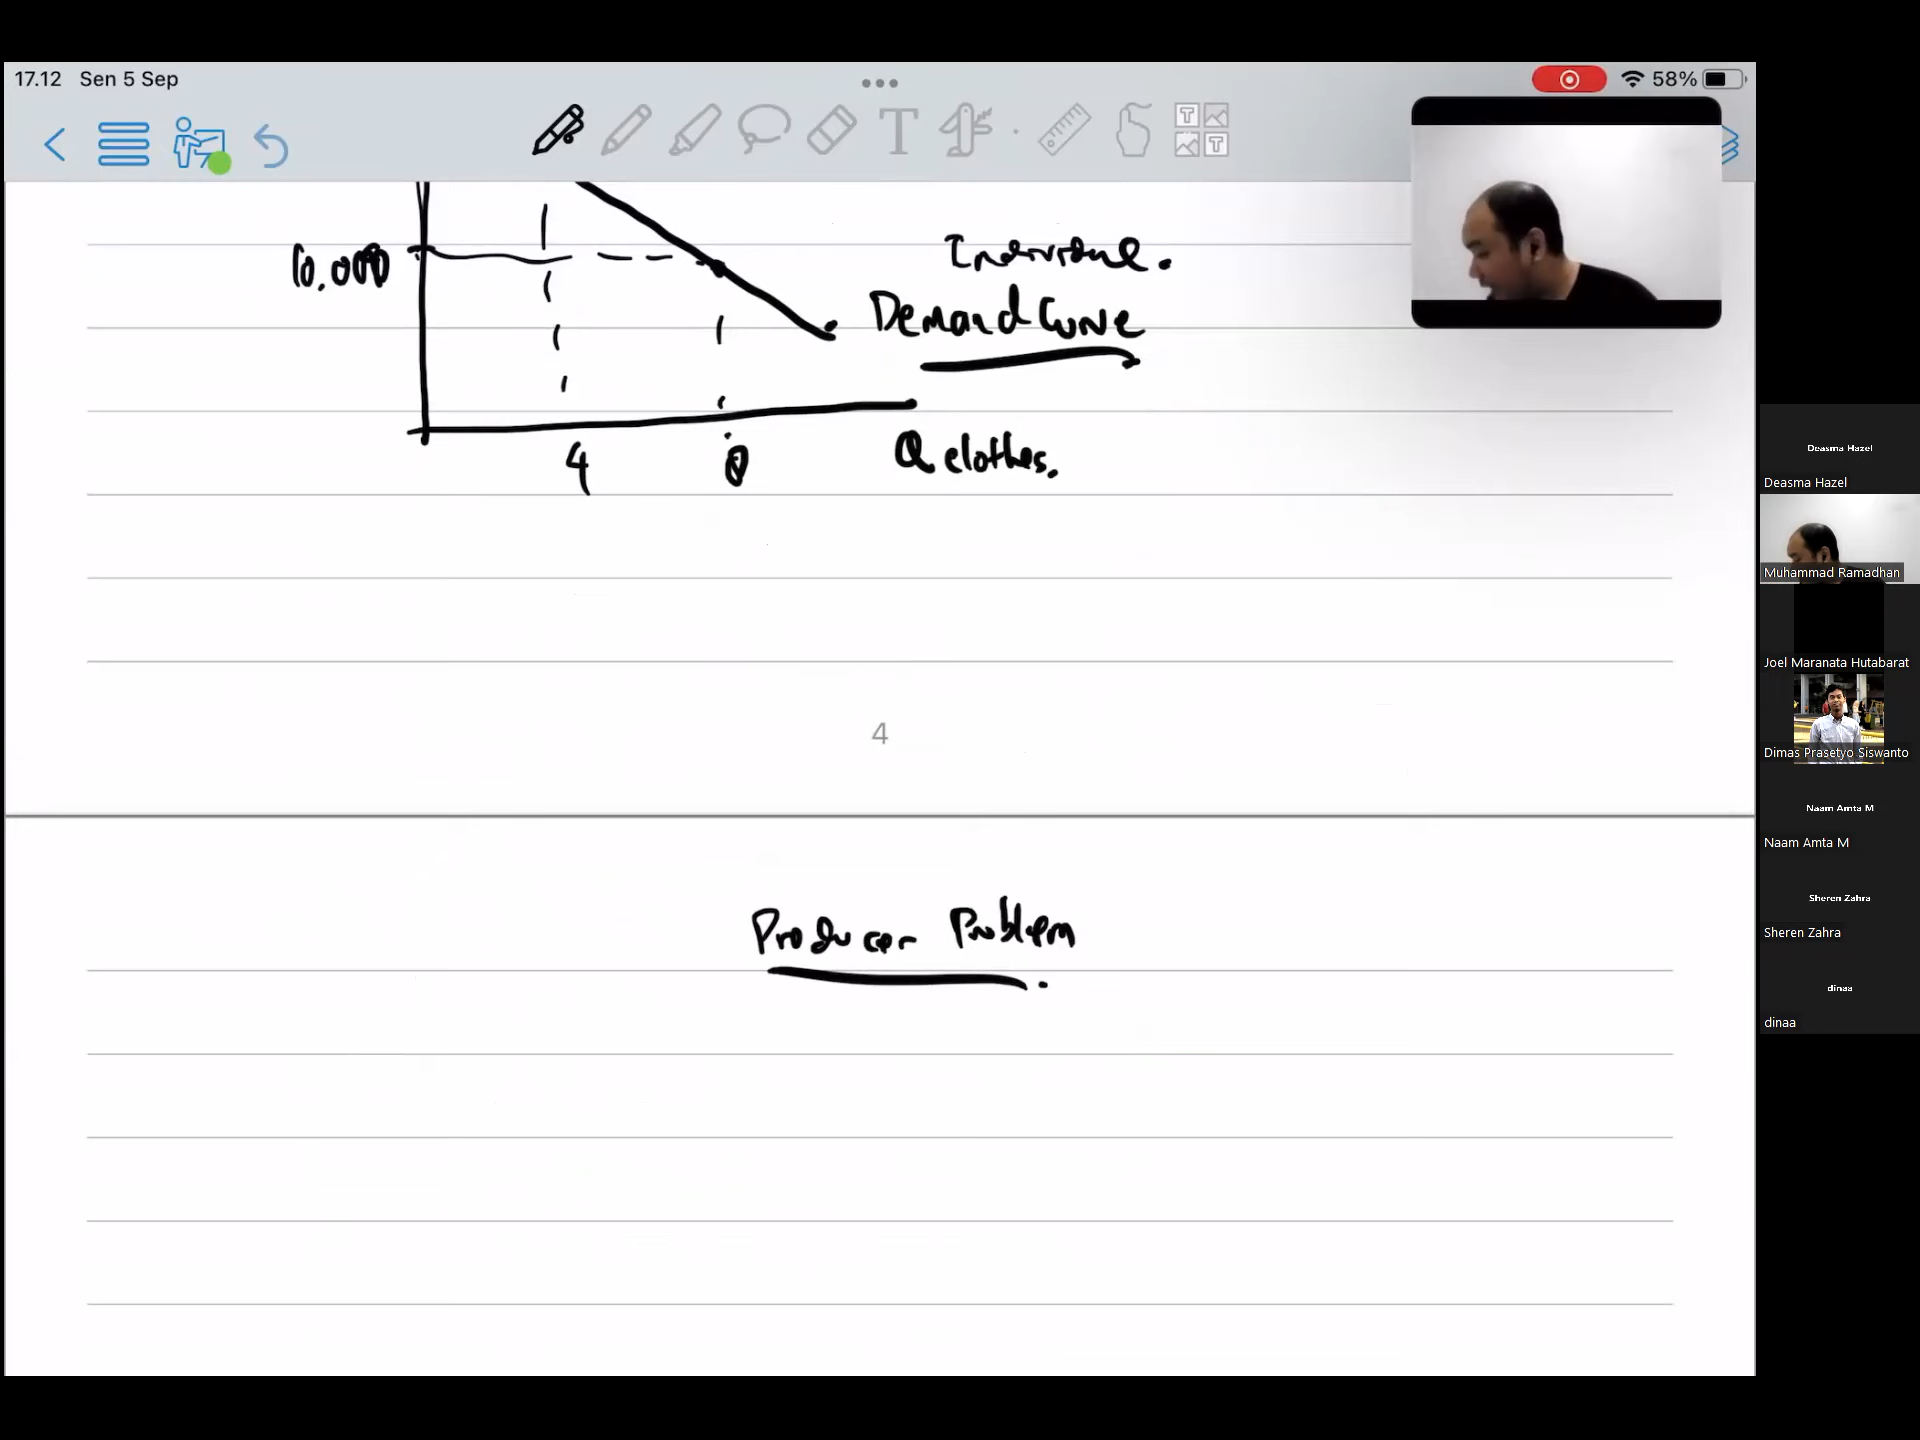 17.12 Sen 5 Sep
58%
10.000
Individual.
Demand Curve
4
8
Q clothes.
4
Producer Problem
Deasma Hazel
Deasma Hazel
Muhammad Ramadhan
Joel Maranata Hutabarat
Dimas Prasetyo Siswanto
Naam Amta M
Naam Amta M
Sheren Zahra
Sheren Zahra
dinaa
dinaa